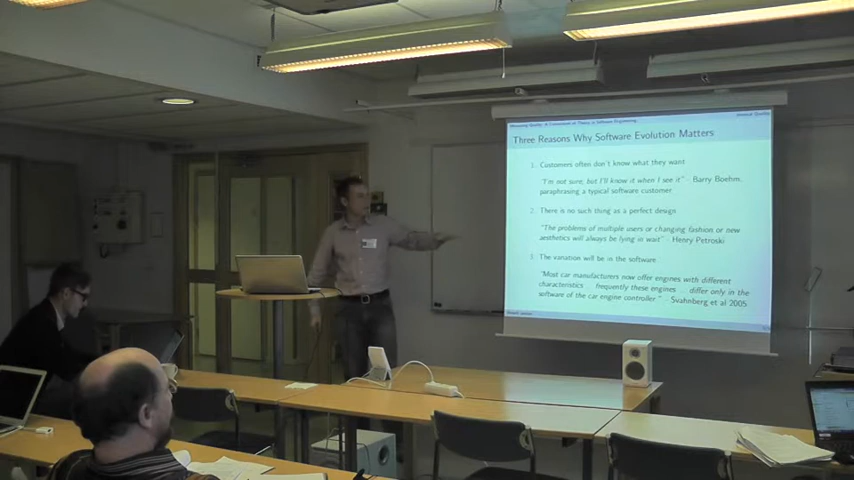 Three Reasons Why Software Evolution Matters
1. Customers often don't know what they want
"I'm not sure, but I'll know it when I see it" - Barry Boehm,
paraphrasing a typical software customer
2. There is no such thing as a perfect design
"The problems of multiple users or changing fashion or new
aesthetics will always be lying in wait" - Henry Petroski
3. The variation will be in the software
"Most car manufacturers now offer engines with different
characteristics ... frequently these engines ... differ only in the
software of the car engine controller" - Svahnberg et al 2005